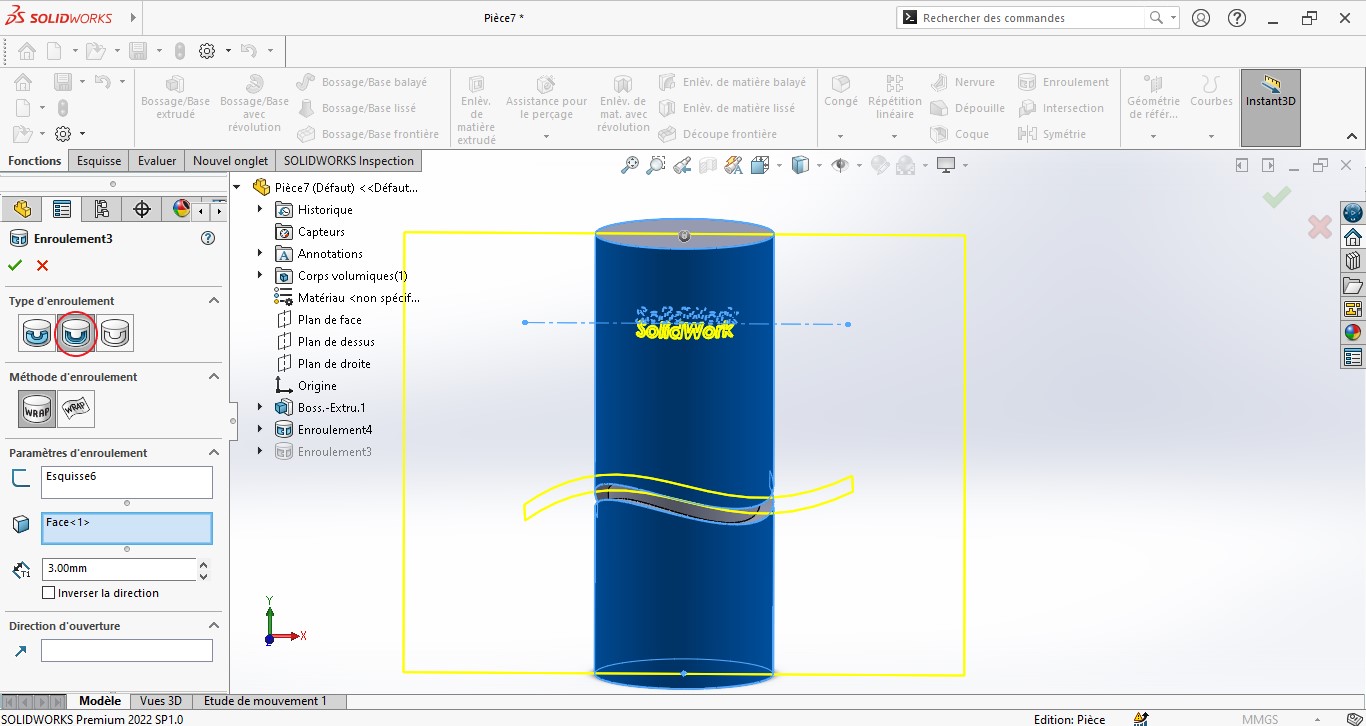 SOLIDWORKS
Pièce7 *
Rechercher des commandes
Bossage/Base extrudé
Bossage/Base avec révolution
Bossage/Base balayé
Bossage/Base lissé
Bossage/Base frontière
Enlèv. de matière extrudé
Assistance pour le perçage
Enlèv. de mat. avec révolution
Enlèv. de matière balayé
Enlèv. de matière lissé
Découpe frontière
Congé
Répétition linéaire
Nervure
Dépouille
Coque
Enroulement
Intersection
Symétrie
Géométrie de référ...
Courbes
Instant3D
Fonctions
Esquisse
Evaluer
Nouvel onglet
SOLIDWORKS Inspection
Enroulement3
Type d'enroulement
Méthode d'enroulement
WRAP
WRAP
Paramètres d'enroulement
Esquisse6
Face<1>
T1
3.00mm
Inverser la direction
Direction d'ouverture
Pièce7 (Défaut) <<Défaut...
Historique
Capteurs
A
Annotations
Corps volumiques(1)
Matériau <non spécif...
Plan de face
Plan de dessus
Plan de droite
Origine
Boss.-Extru.1
Enroulement4
Enroulement3
SolidWork
Y
X
Z
Modèle
Vues 3D
Etude de mouvement 1
SOLIDWORKS Premium 2022 SP1.0
Edition: Pièce
MMGS